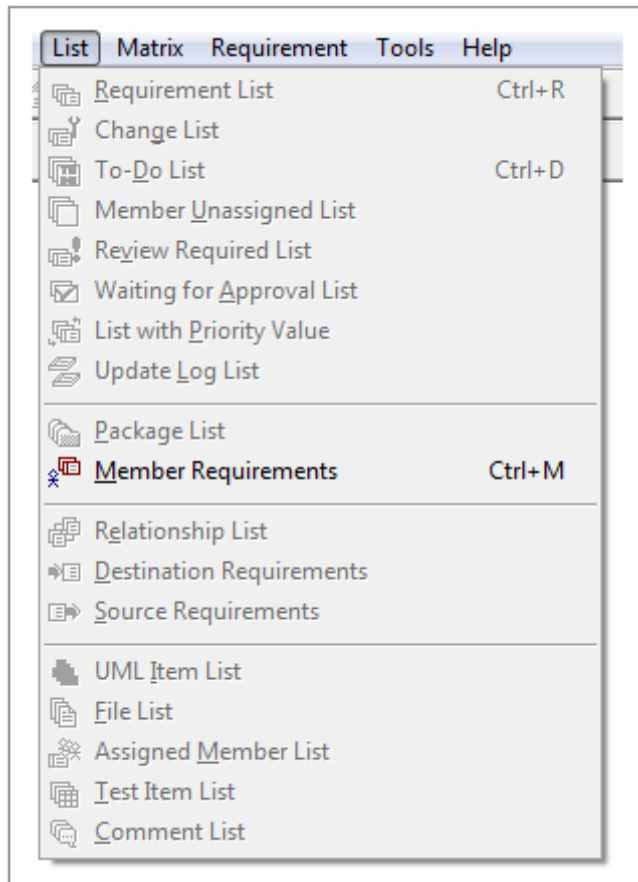 List Matrix Requirement Tools Help
Requirement List Ctrl+R
Change List
To-Do List Ctrl+D
Member Unassigned List
Review Required List
Waiting for Approval List
List with Priority Value
Update Log List
Package List
Member Requirements Ctrl+M
Relationship List
Destination Requirements
Source Requirements
UML Item List
File List
Assigned Member List
Test Item List
Comment List